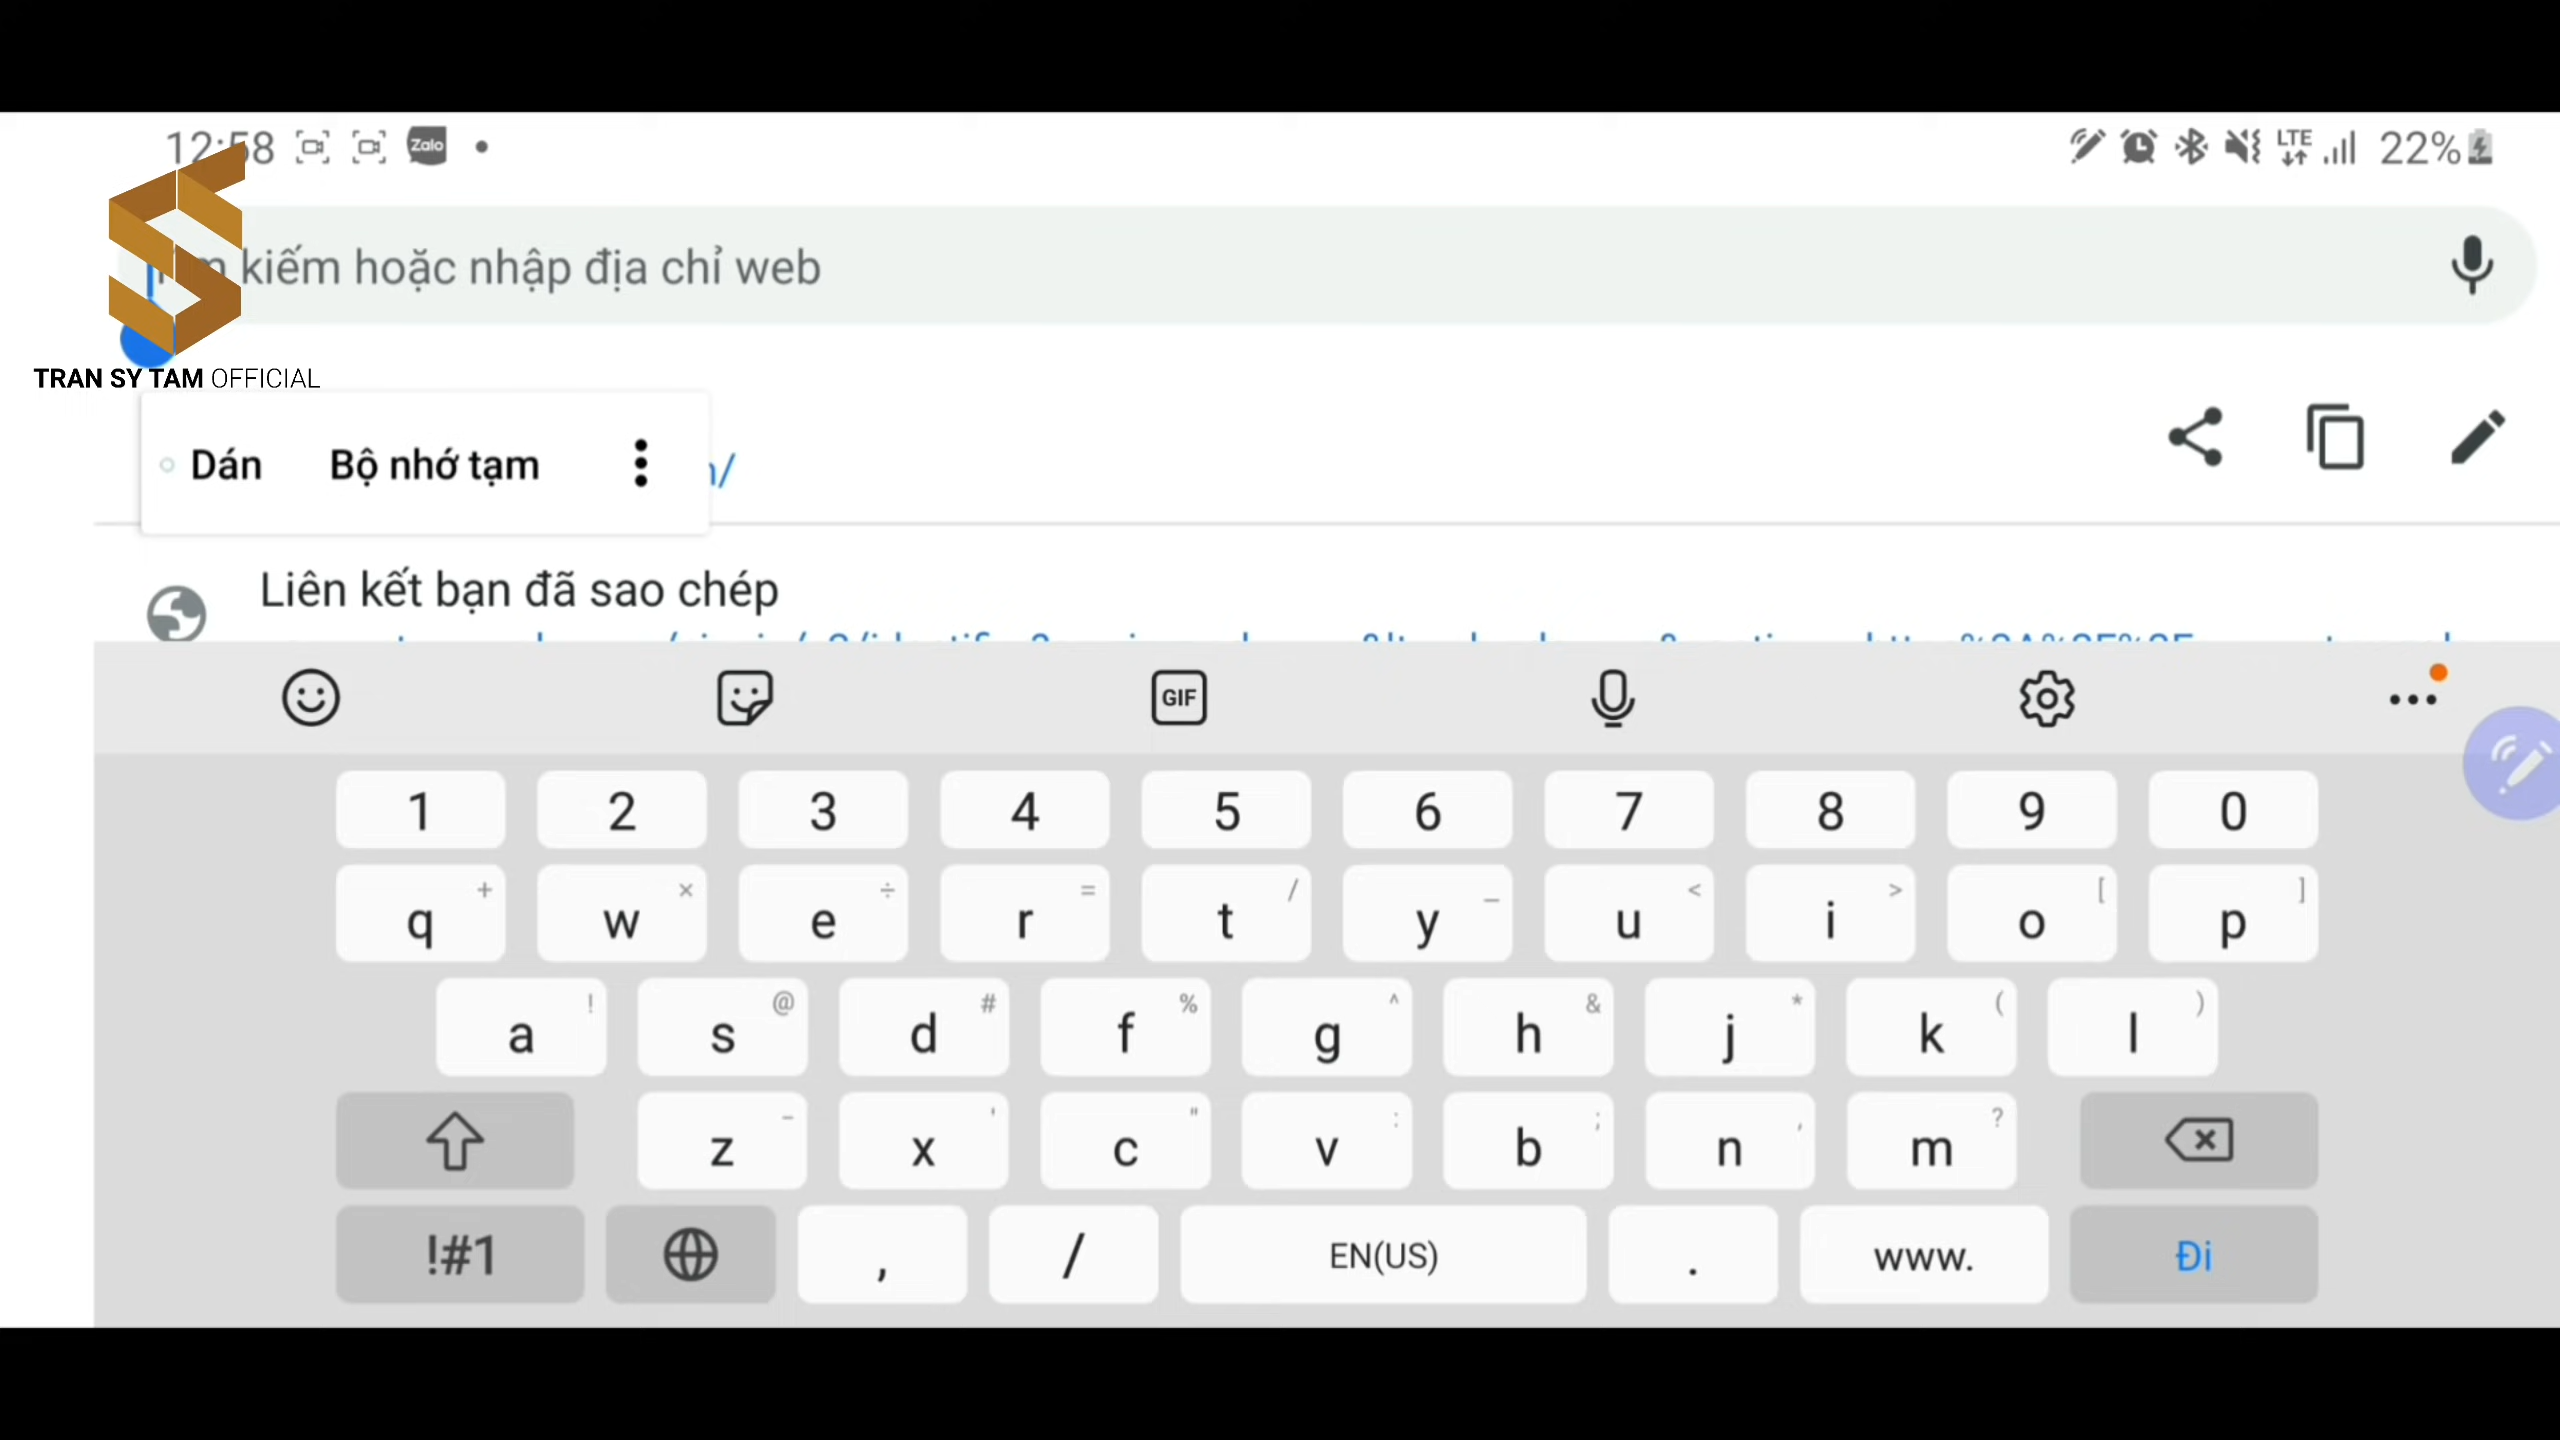 12:58 Zalo LTE 22%
kiếm hoặc nhập địa chỉ web
TRAN SY TAM OFFICIAL
Dán Bộ nhớ tạm /
Liên kết bạn đã sao chép
GIF
1 2 3 4 5 6 7 8 9 0
+ × ÷ = / _ < > [ ]
q w e r t y u i o p
! @ # % ^ & * ( )
a s d f g h j k l
- ' " : ; , ?
z x c v b n m
!#1 , / EN(US) . www. Đi